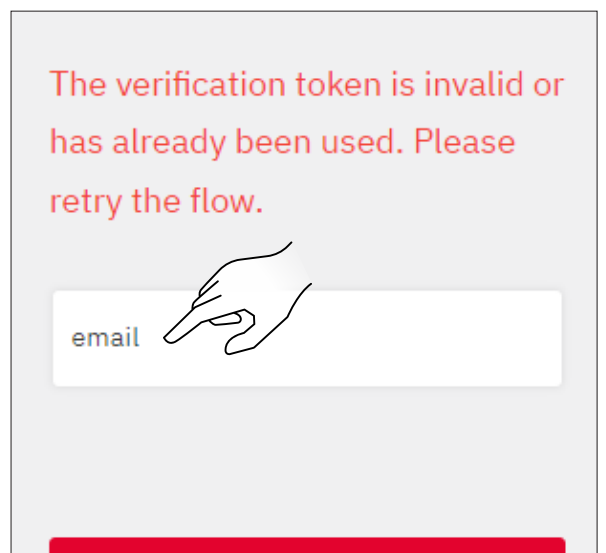 The verification token is invalid or
has already been used. Please
retry the flow.
email